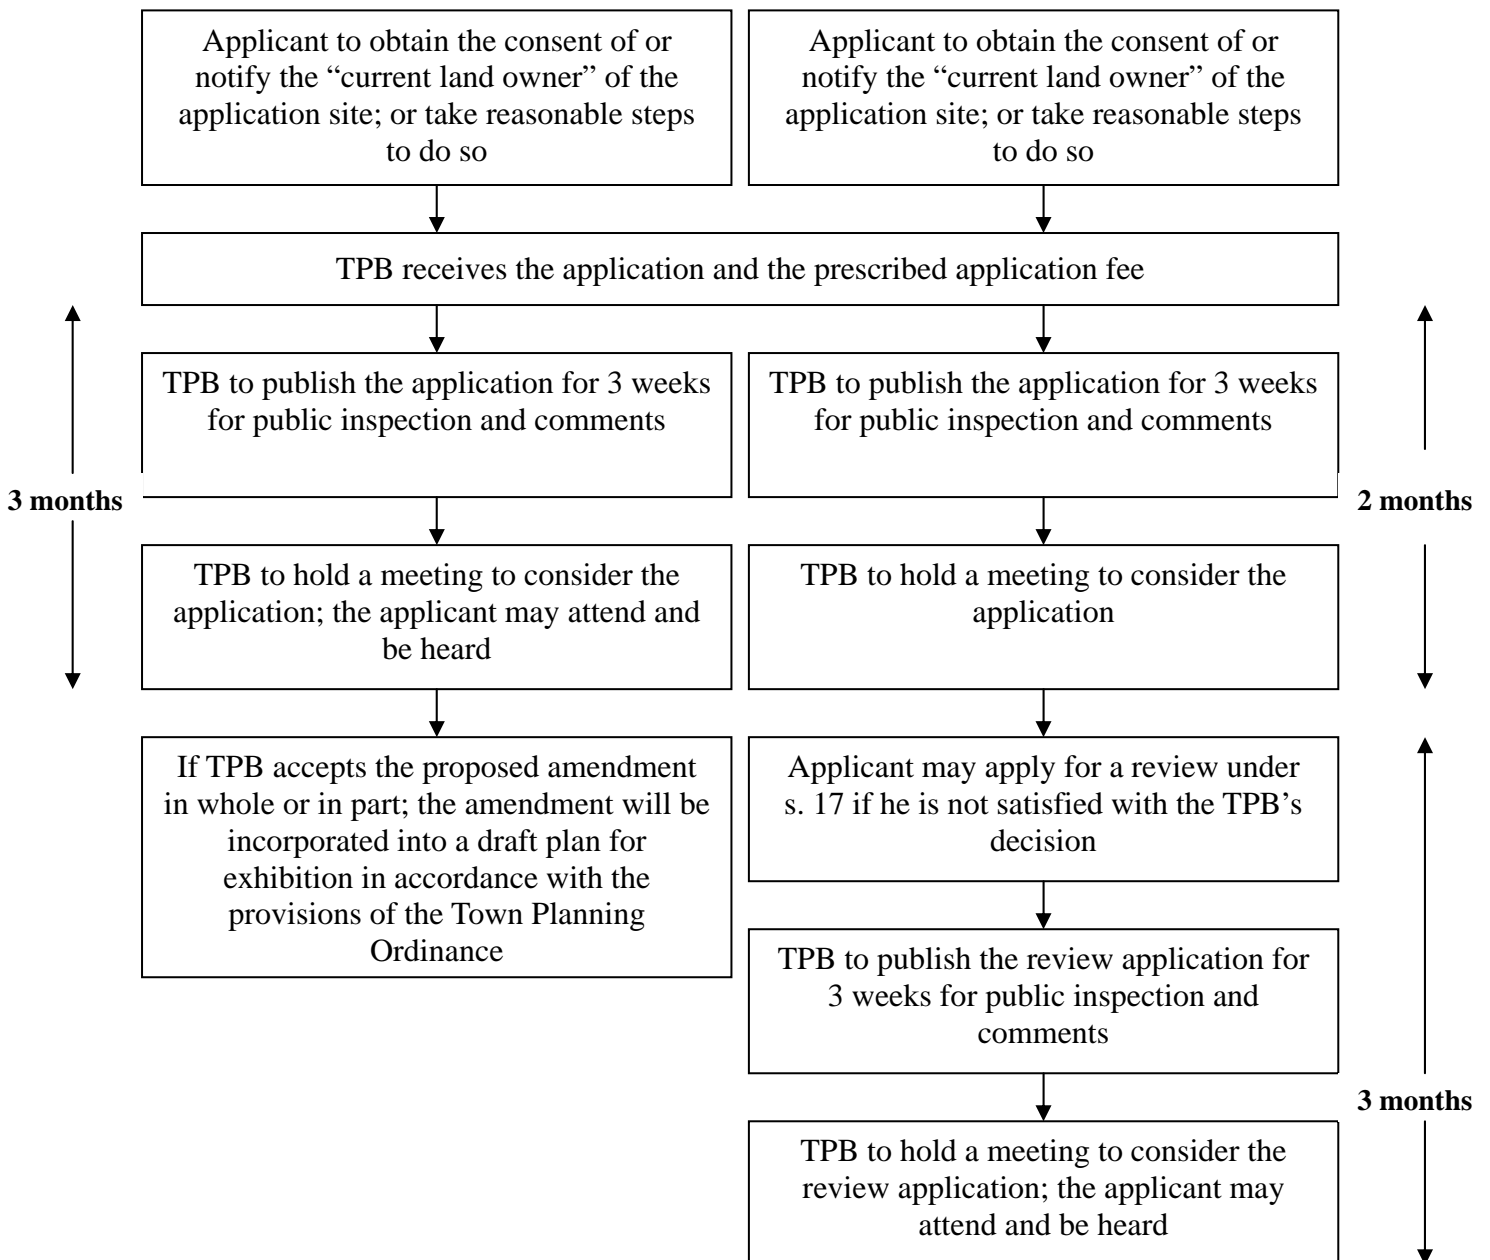 Applicant to obtain the consent of or
notify the “current land owner” of the
application site; or take reasonable steps
to do so
Applicant to obtain the consent of or
notify the “current land owner” of the
application site; or take reasonable steps
to do so
TPB receives the application and the prescribed application fee
TPB to publish the application for 3 weeks
for public inspection and comments
TPB to publish the application for 3 weeks
for public inspection and comments
3 months
2 months
TPB to hold a meeting to consider the
application; the applicant may attend and
be heard
TPB to hold a meeting to consider the
application
If TPB accepts the proposed amendment
in whole or in part; the amendment will be
incorporated into a draft plan for
exhibition in accordance with the
provisions of the Town Planning
Ordinance
Applicant may apply for a review under
s. 17 if he is not satisfied with the TPB’s
decision
TPB to publish the review application for
3 weeks for public inspection and
comments
3 months
TPB to hold a meeting to consider the
review application; the applicant may
attend and be heard